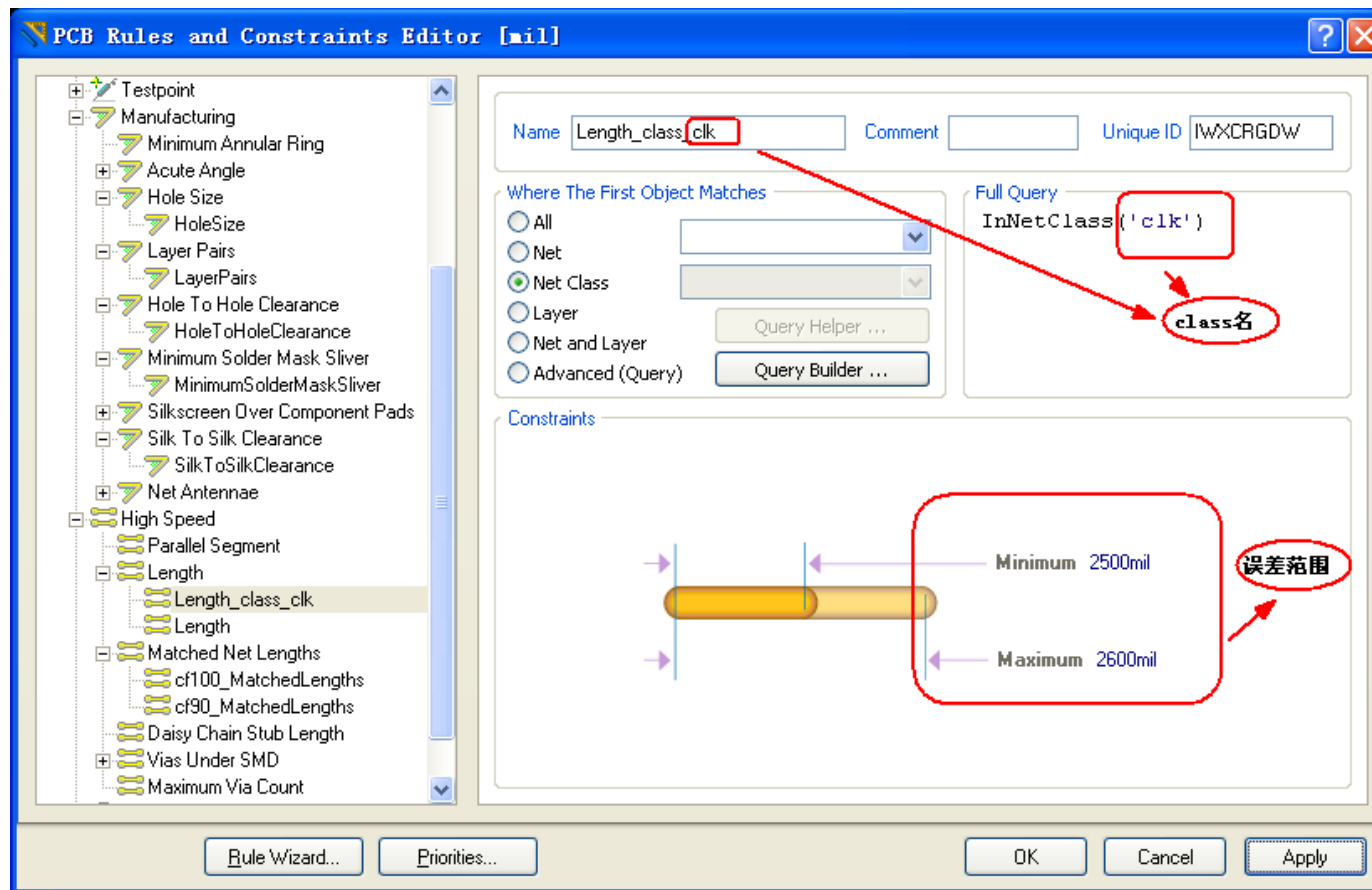 PCB Rules and Constraints Editor [mil]
Testpoint
Manufacturing
Minimum Annular Ring
Acute Angle
Hole Size
HoleSize
Layer Pairs
LayerPairs
Hole To Hole Clearance
HoleToHoleClearance
Minimum Solder Mask Sliver
MinimumSolderMaskSliver
Silkscreen Over Component Pads
Silk To Silk Clearance
SilkToSilkClearance
Net Antennae
High Speed
Parallel Segment
Length
Length_class_clk
Length
Matched Net Lengths
cf100_MatchedLengths
cf90_MatchedLengths
Daisy Chain Stub Length
Vias Under SMD
Maximum Via Count
Name Length_class_clk Comment Unique ID IWXCRGDW
Where The First Object Matches
All
Net
Net Class
Layer
Net and Layer
Advanced (Query)
Query Helper ...
Query Builder ...
Full Query
InNetClass('clk')
class名
Constraints
Minimum 2500mil
误差范围
Maximum 2600mil
Rule Wizard... Priorities... OK Cancel Apply